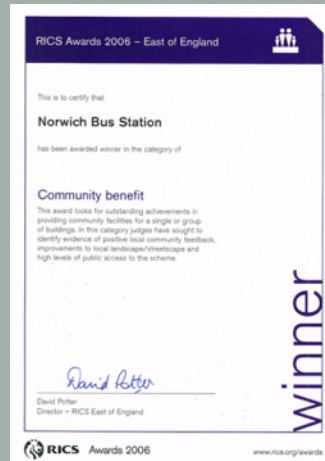 RICS Awards 2006 – East of England
This is to certify that
Norwich Bus Station
has been awarded winner in the category of
Community benefit
This award looks for outstanding achievements in
providing community facilities for a single or group
of buildings. In this category judges have sought to
identify evidence of positive local community feedback,
improvements to local landscape/streetscape and
high levels of public access to the scheme.
winner
David Potter
David Potter
Director – RICS East of England
RICS Awards 2006
www.rics.org/awards